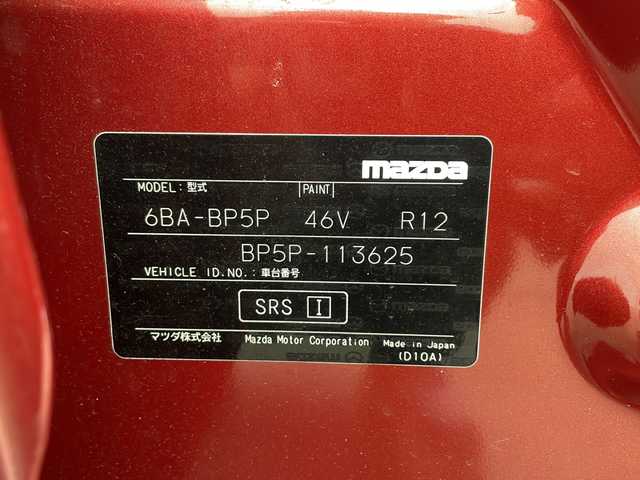 mazda
MODEL: 型式 PAINT
6BA-BP5P 46V R12
BP5P-113625
VEHICLE ID.NO.: 車台番号
SRS I
マツダ株式会社 Mazda Motor Corporation Made in Japan
(D10A)